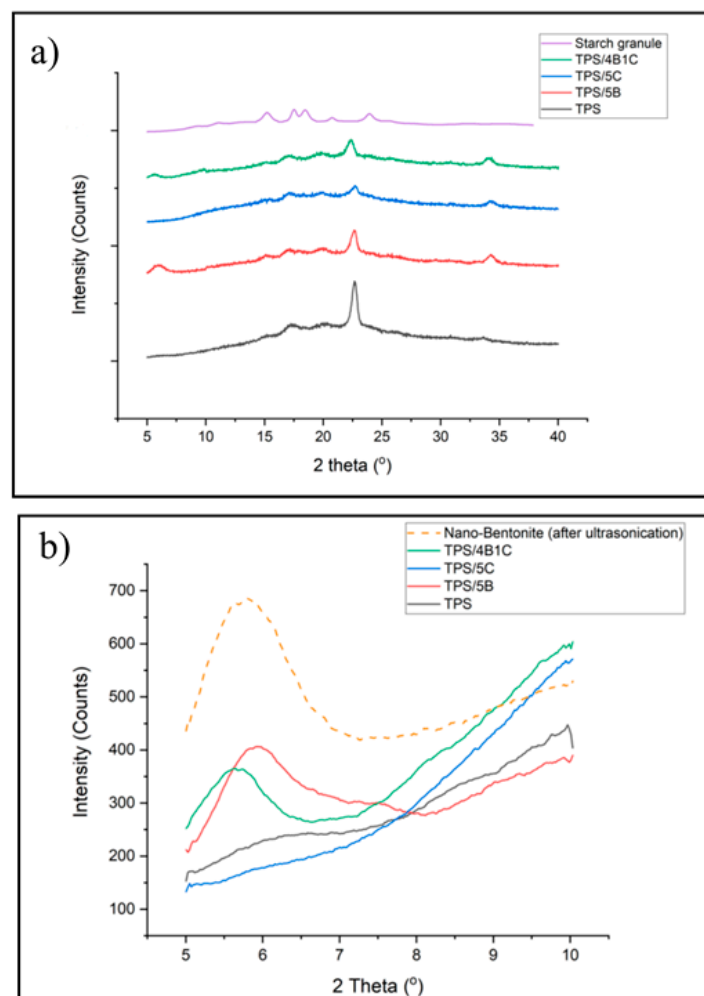 a)
Starch granule
TPS/4B1C
TPS/5C
TPS/5B
TPS
Intensity (Counts)
5 10 15 20 25 30 35 40
2 theta (°)
b)
Nano-Bentonite (after ultrasonication)
TPS/4B1C
TPS/5C
TPS/5B
TPS
700
600
500
400
300
200
100
Intensity (Counts)
5 6 7 8 9 10
2 Theta (°)